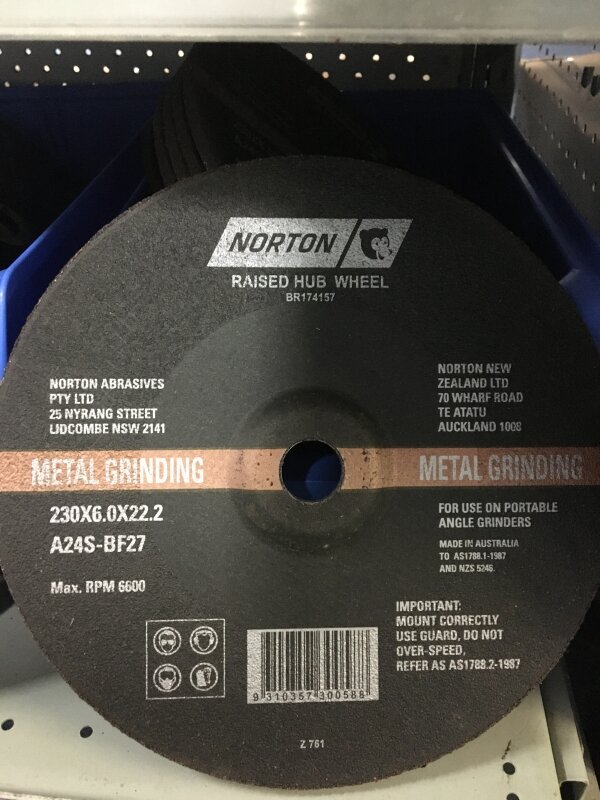 NORTON
RAISED HUB WHEEL
BR174157
NORTON ABRASIVES
PTY LTD
25 NYRANG STREET
LIDCOMBE NSW 2141
NORTON NEW
ZEALAND LTD
70 WHARF ROAD
TE ATATU
AUCKLAND 1008
METAL GRINDING
METAL GRINDING
230X6.0X22.2
A24S-BF27
Max. RPM 6600
FOR USE ON PORTABLE
ANGLE GRINDERS
MADE IN AUSTRALIA
TO AS1788.1-1987
AND NZS 5246.
IMPORTANT:
MOUNT CORRECTLY
USE GUARD, DO NOT
OVER-SPEED,
REFER AS AS1788.2-1987
9 310357 300588
Z 761